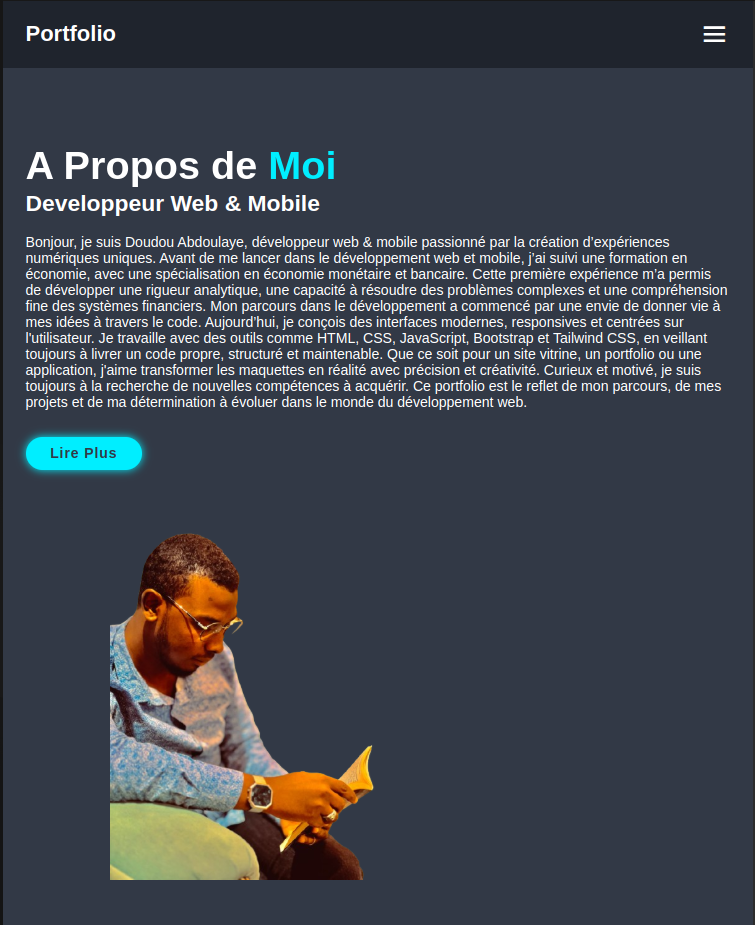 Portfolio
A Propos de Moi
Developpeur Web & Mobile
Bonjour, je suis Doudou Abdoulaye, développeur web & mobile passionné par la création d’expériences
numériques uniques. Avant de me lancer dans le développement web et mobile, j’ai suivi une formation en
économie, avec une spécialisation en économie monétaire et bancaire. Cette première expérience m’a permis
de développer une rigueur analytique, une capacité à résoudre des problèmes complexes et une compréhension
fine des systèmes financiers. Mon parcours dans le développement a commencé par une envie de donner vie à
mes idées à travers le code. Aujourd’hui, je conçois des interfaces modernes, responsives et centrées sur
l’utilisateur. Je travaille avec des outils comme HTML, CSS, JavaScript, Bootstrap et Tailwind CSS, en veillant
toujours à livrer un code propre, structuré et maintenable. Que ce soit pour un site vitrine, un portfolio ou une
application, j’aime transformer les maquettes en réalité avec précision et créativité. Curieux et motivé, je suis
toujours à la recherche de nouvelles compétences à acquérir. Ce portfolio est le reflet de mon parcours, de mes
projets et de ma détermination à évoluer dans le monde du développement web.
Lire Plus